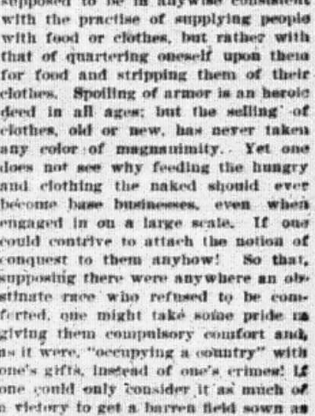 supposed to be in anywise consistent
with the practise of supplying people
with food or clothes, but rather with
that of quartering oneself upon them
for food and stripping them of their
clothes. Spoiling of armor is an heroic
deed in all ages; but the selling of
clothes, old or new, has never taken
any color of magnanimity. Yet one
does not see why feeding the hungry
and clothing the naked should ever
become base businesses, even when
engaged in on a large scale. If one
could contrive to attach the notion of
conquest to them anyhow! So that,
supposing there were anywhere an ob-
stinate race who refused to be com-
forted, one might take some pride in
giving them compulsory comfort and,
as it were, "occupying a country" with
one's gifts, instead of one's crimes! If
one could only consider it as much of
a victory to get a barren field sown as